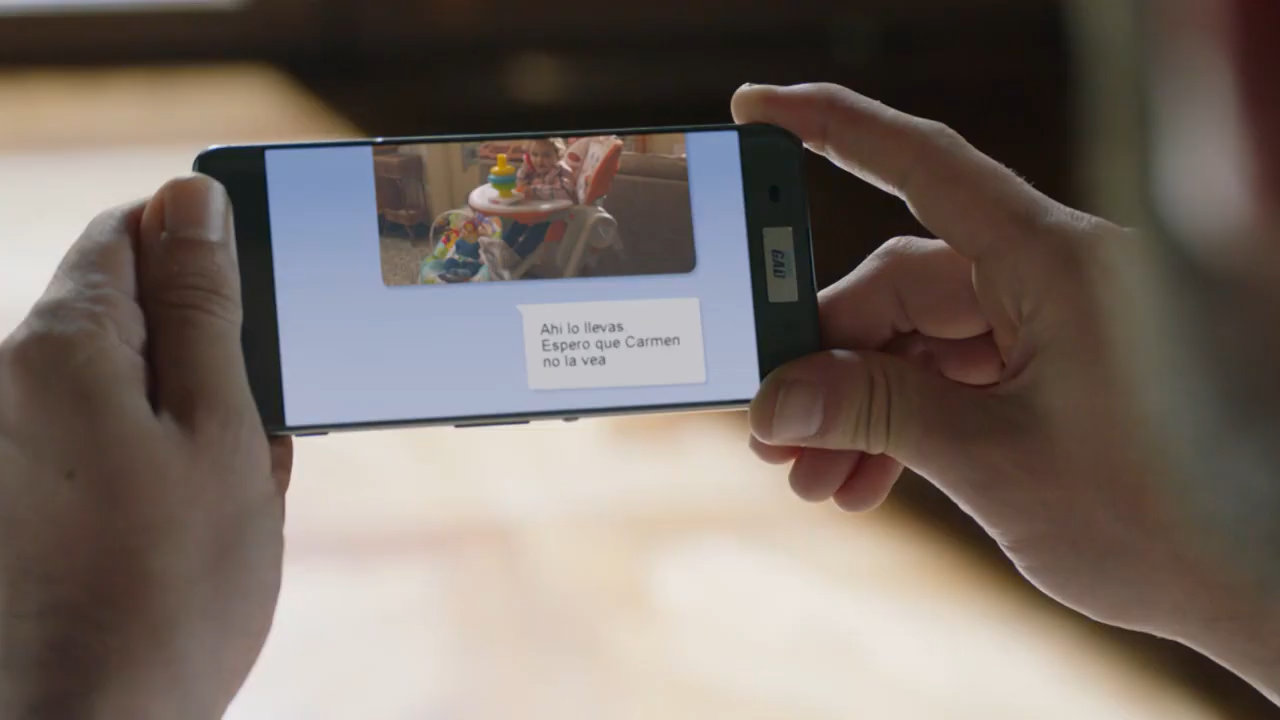 Ahi lo llevas
Espero que Carmen
no la vea